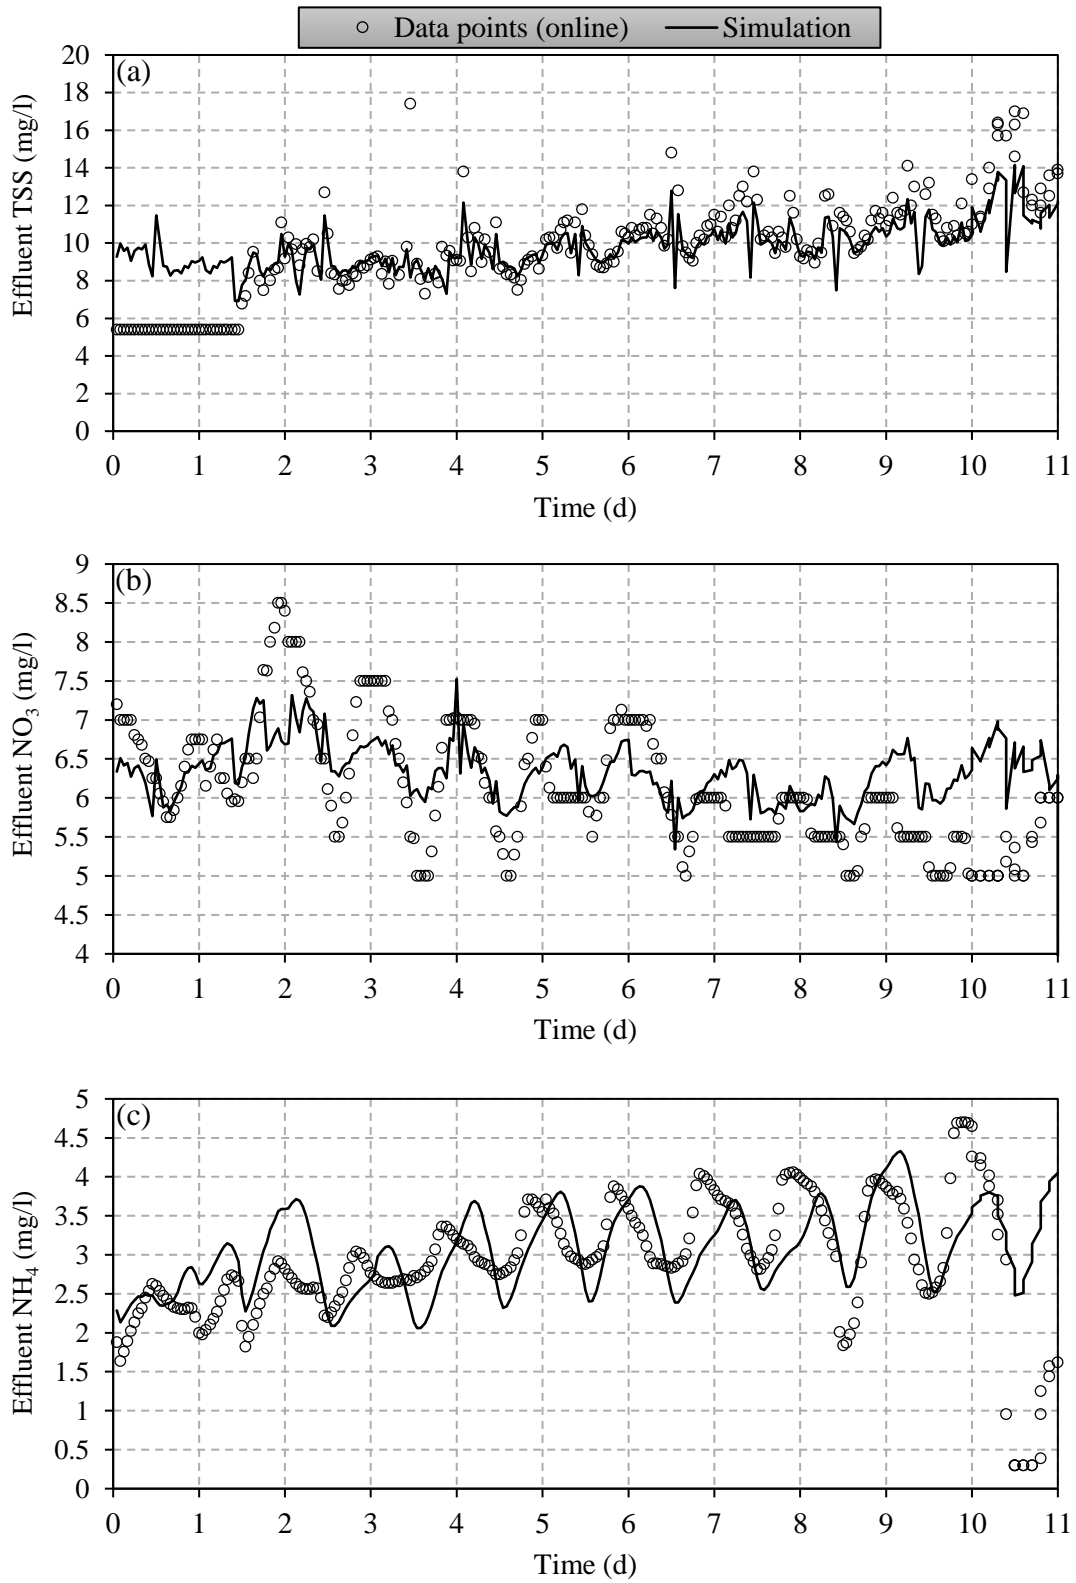 Data points (online) Simulation
(a)
Effluent TSS (mg/l)
20
18
16
14
12
10
8
6
4
2
0
0 1 2 3 4 5 6 7 8 9 10 11
Time (d)
(b)
Effluent NO3 (mg/l)
9
8.5
8
7.5
7
6.5
6
5.5
5
4.5
4
0 1 2 3 4 5 6 7 8 9 10 11
Time (d)
(c)
Effluent NH4 (mg/l)
5
4.5
4
3.5
3
2.5
2
1.5
1
0.5
0
0 1 2 3 4 5 6 7 8 9 10 11
Time (d)